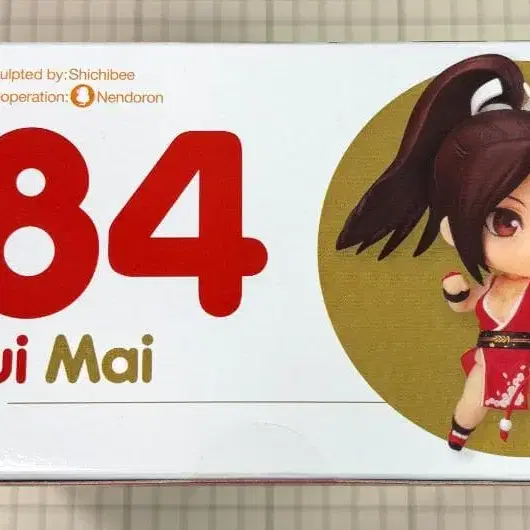 ulpted by: Shichibee
operation: Nendoron
84
ui Mai